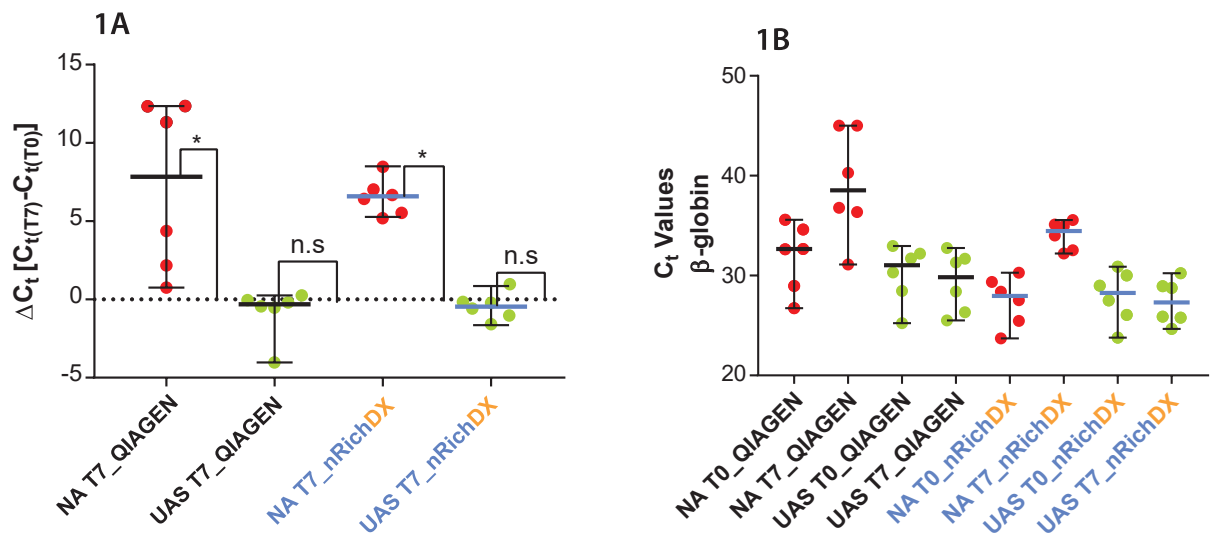 1A
15
10
5
0
-5
ΔCt [Ct(T7)-Ct(T0)]
*
n.s
*
n.s
NA T7_QIAGEN
UAS T7_QIAGEN
NA T7_nRichDX
UAS T7_nRichDX
1B
50
40
30
20
Ct Values
β-globin
NA T0_QIAGEN
NA T7_QIAGEN
UAS T0_QIAGEN
UAS T7_QIAGEN
NA T0_nRichDX
NA T7_nRichDX
UAS T0_nRichDX
UAS T7_nRichDX